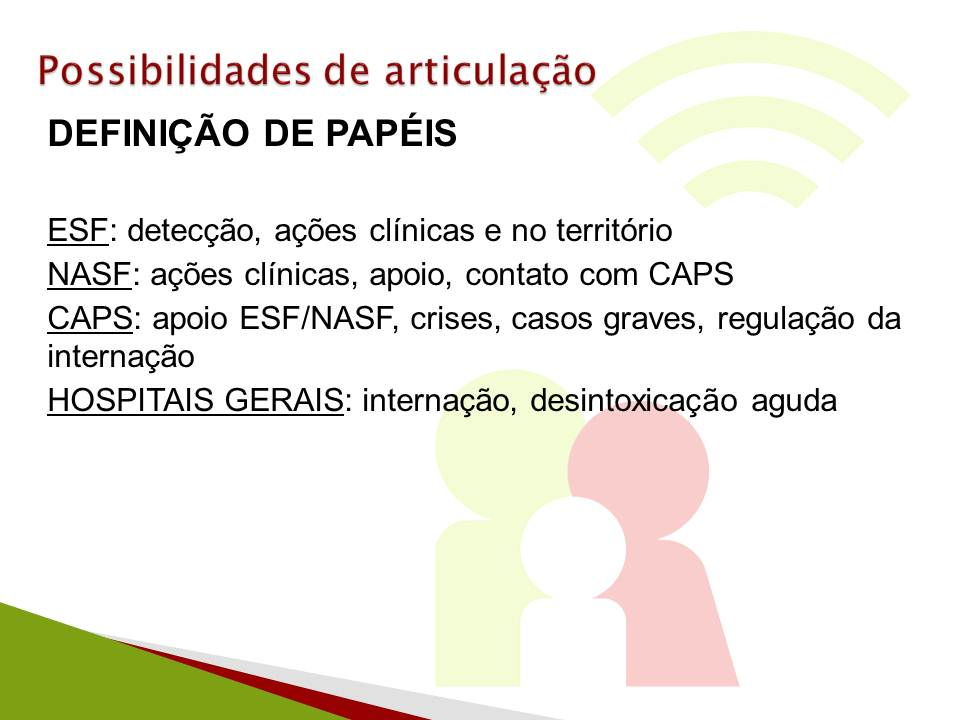 Possibilidades de articulação
DEFINIÇÃO DE PAPÉIS
ESF: detecção, ações clínicas e no território
NASF: ações clínicas, apoio, contato com CAPS
CAPS: apoio ESF/NASF, crises, casos graves, regulação da
internação
HOSPITAIS GERAIS: internação, desintoxicação aguda